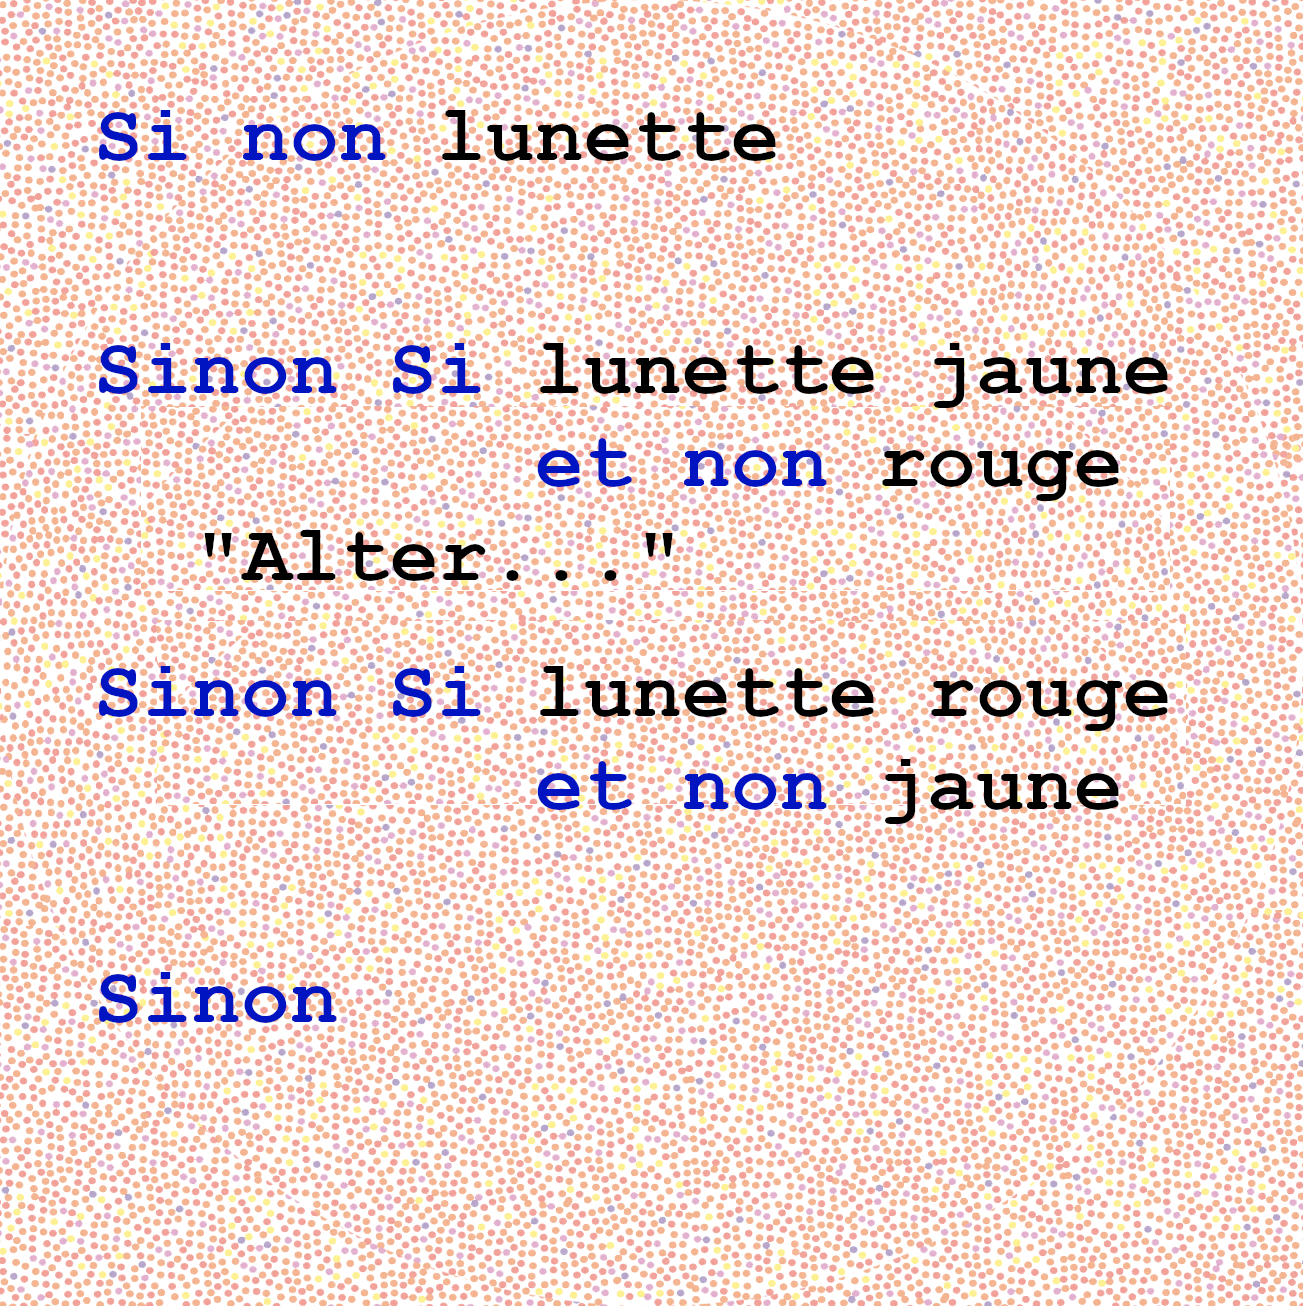 Si non lunette
Sinon Si lunette jaune
et non rouge
"Alter..."
Sinon Si lunette rouge
et non jaune
Sinon